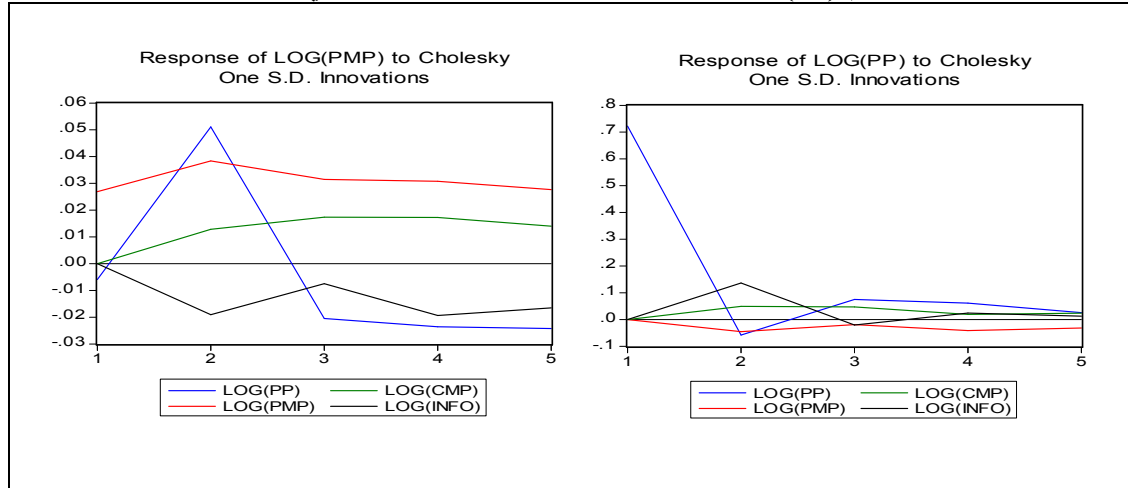 Response of LOG(PMP) to Cholesky
One S.D. Innovations
.06
.05
.04
.03
.02
.01
.00
-.01
-.02
-.03
1 2 3 4 5
LOG(PP) LOG(CMP)
LOG(PMP) LOG(INFO)
Response of LOG(PP) to Cholesky
One S.D. Innovations
.8
.7
.6
.5
.4
.3
.2
.1
.0
-.1
1 2 3 4 5
LOG(PP) LOG(CMP)
LOG(PMP) LOG(INFO)